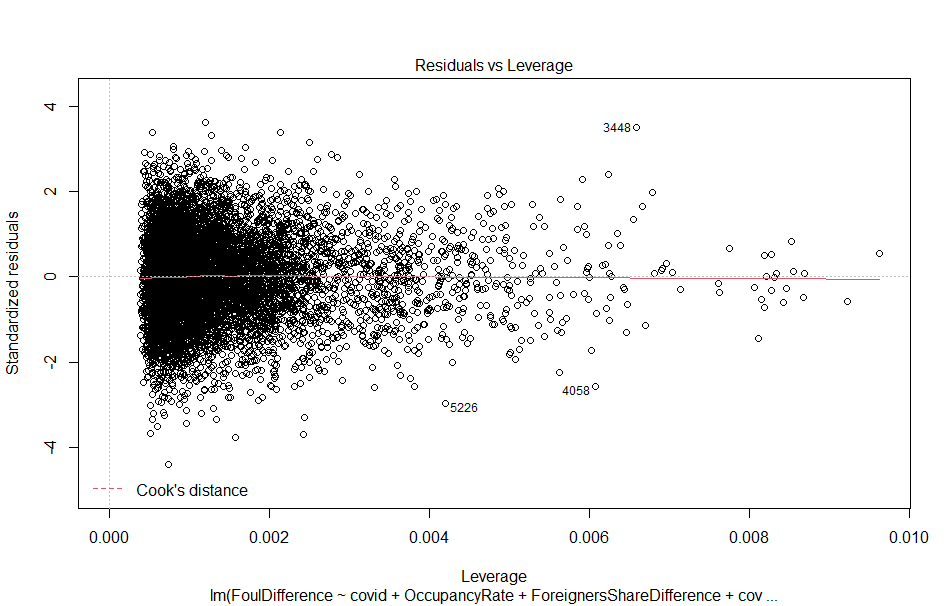 Residuals vs Leverage
4
2
0
-2
-4
Standardized residuals
3448
4058
5226
Cook's distance
0.000
0.002
0.004
0.006
0.008
0.010
Leverage
lm(FoulDifference ~ covid + OccupancyRate + ForeignersShareDifference + cov ...